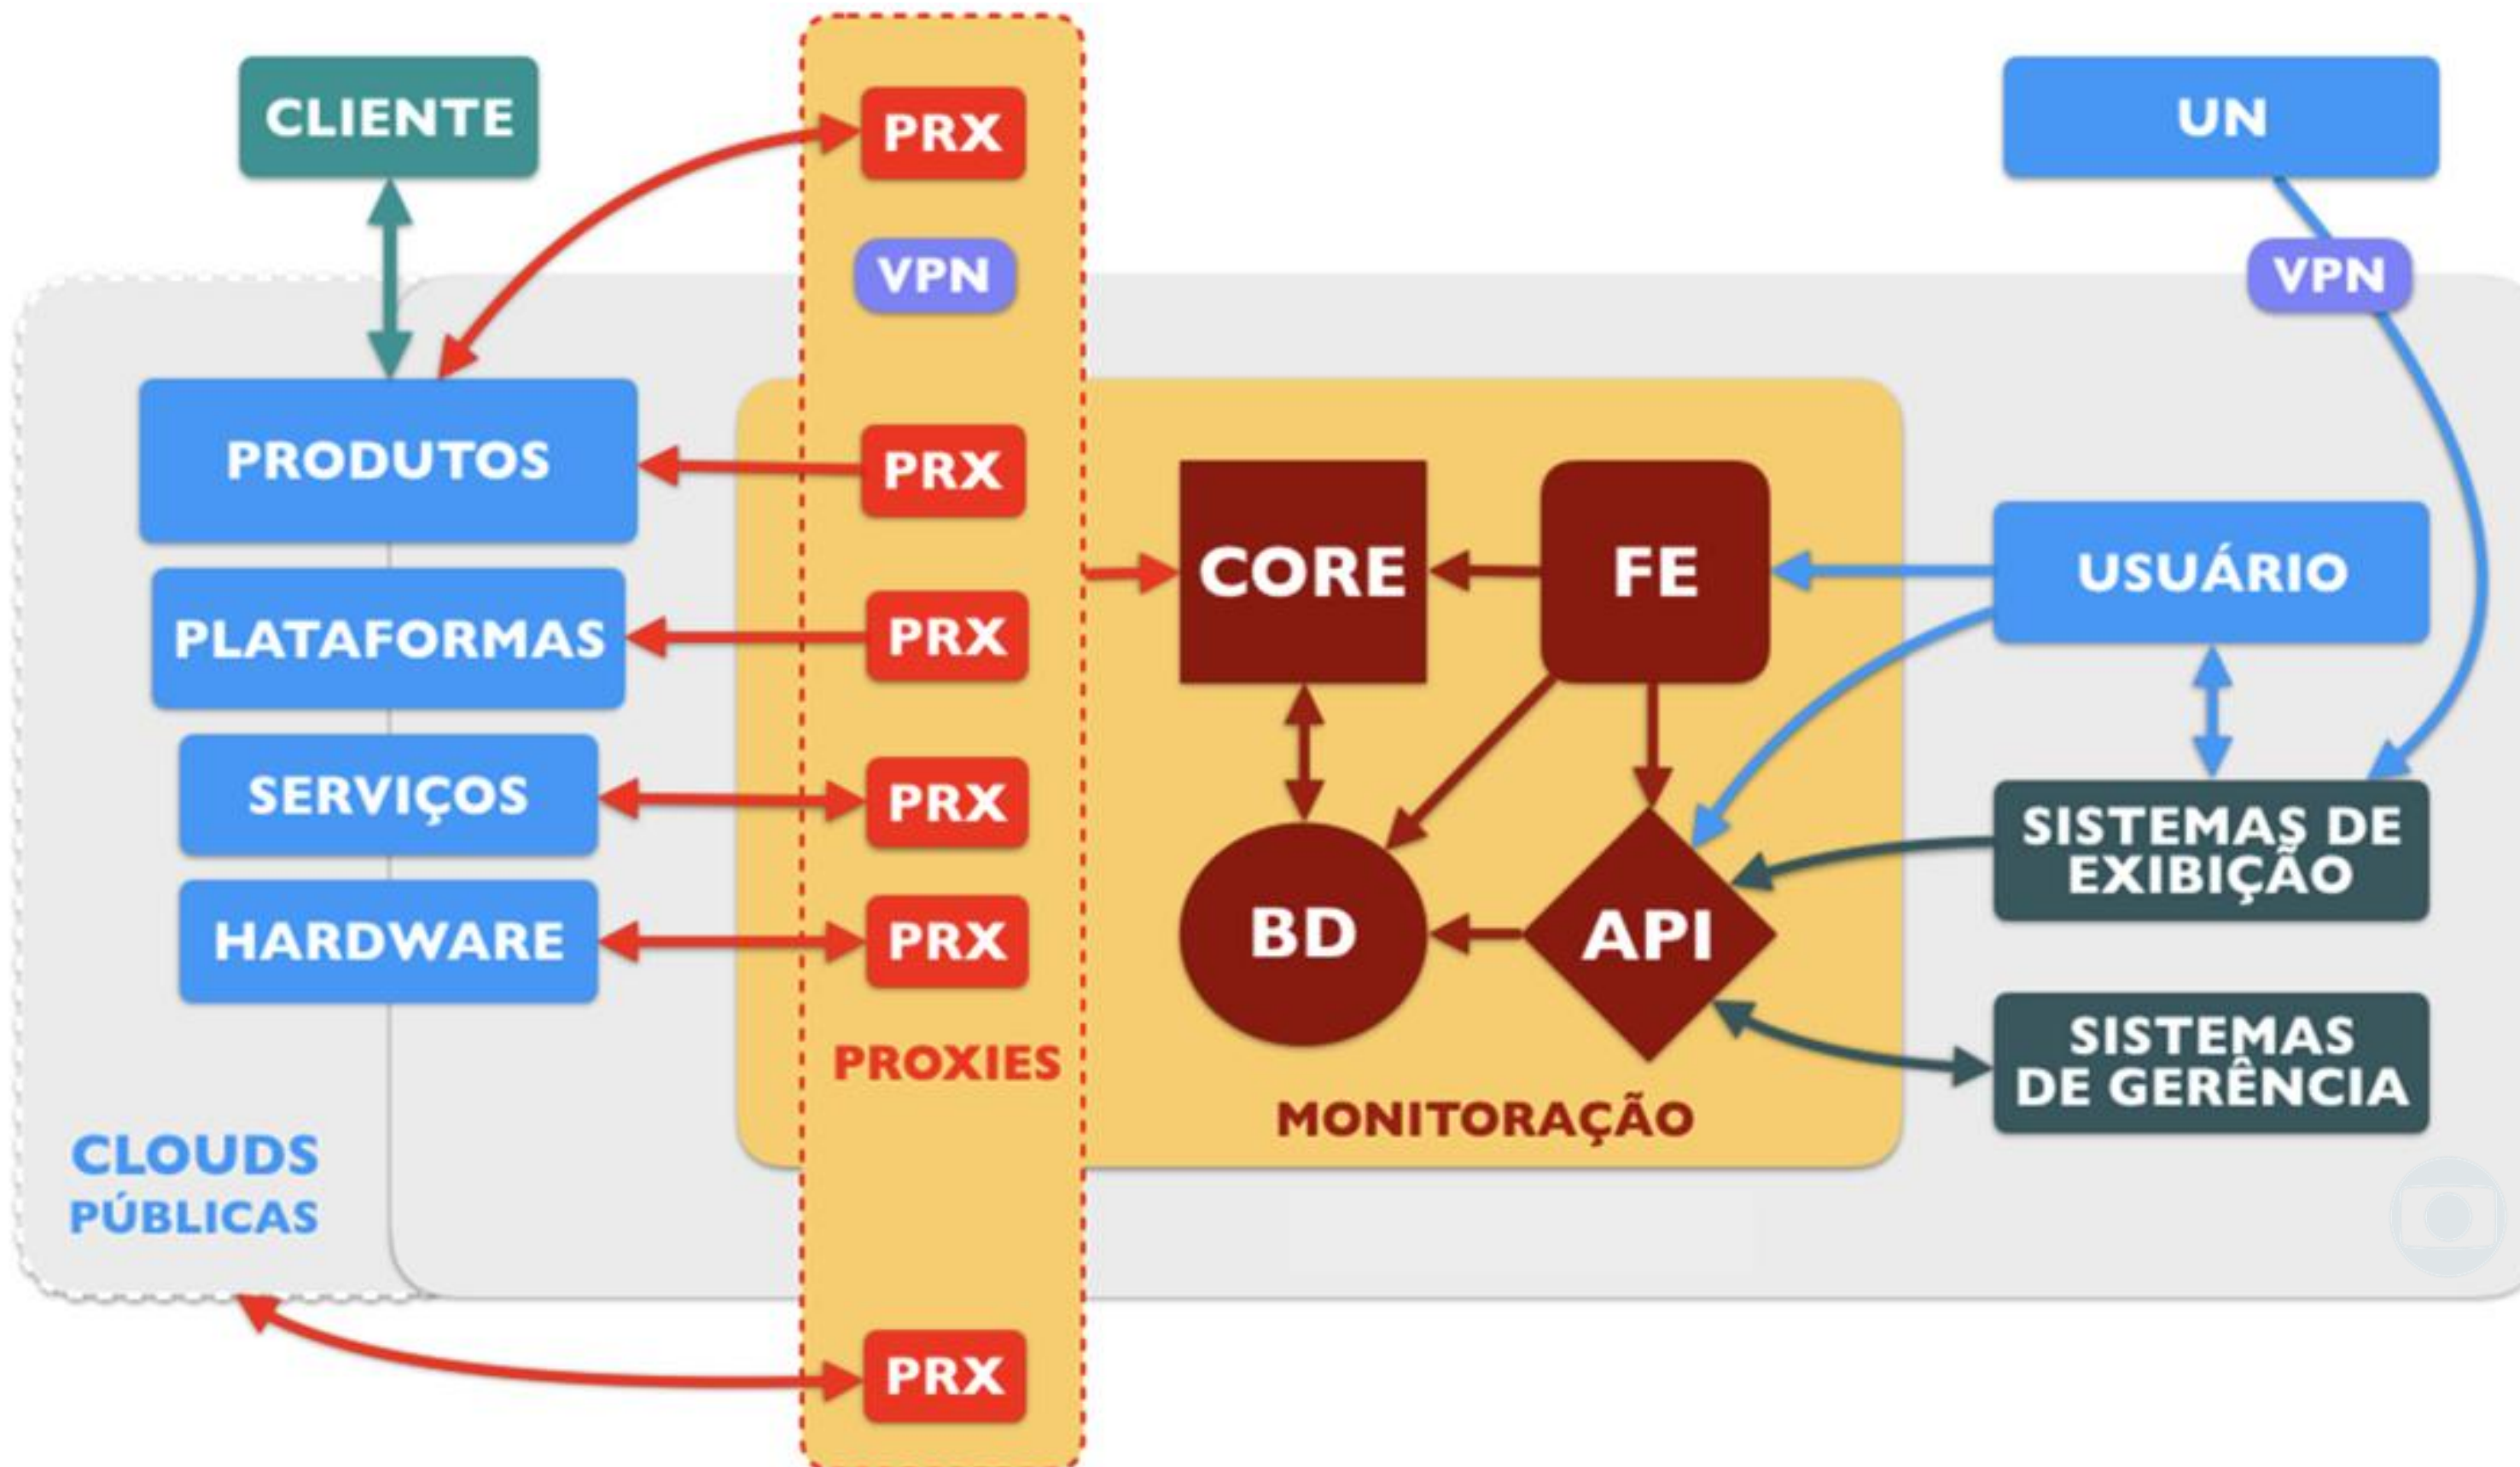 CLIENTE
PRX
UN
VPN
VPN
PRODUTOS
PRX
CORE
FE
USUÁRIO
PLATAFORMAS
PRX
SERVIÇOS
PRX
SISTEMAS DE
EXIBIÇÃO
HARDWARE
PRX
BD
API
PROXIES
SISTEMAS
DE GERÊNCIA
MONITORAÇÃO
CLOUDS
PÚBLICAS
PRX